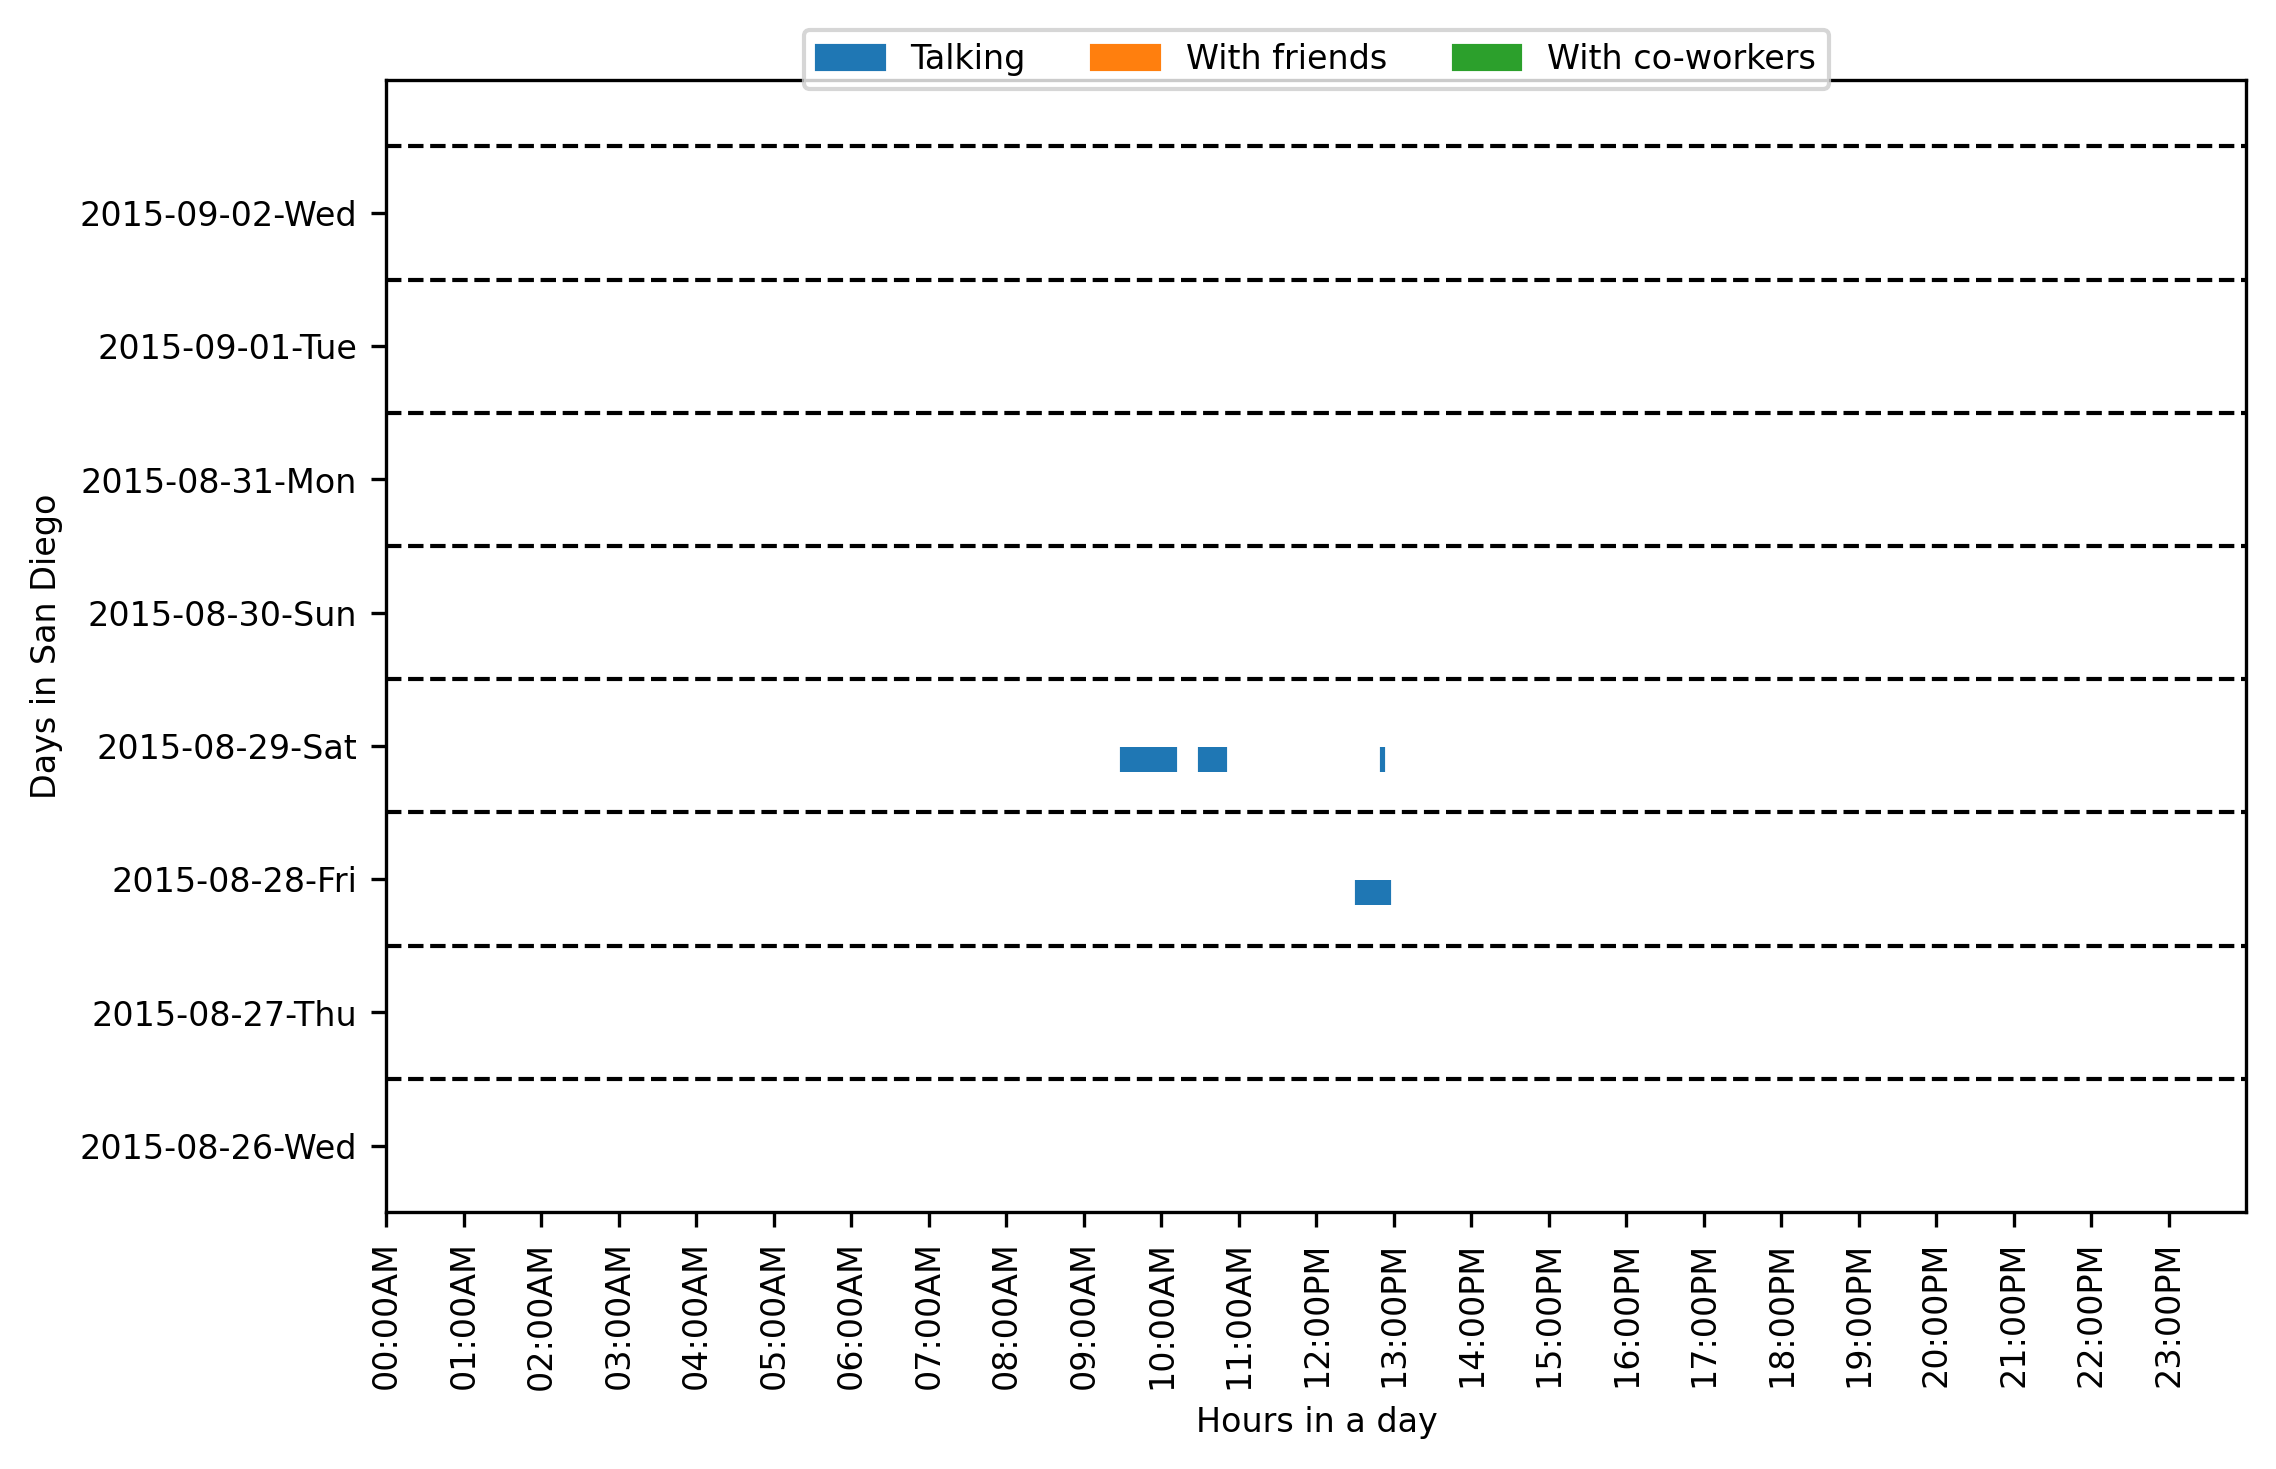 Talking With friends With co-workers
Days in San Diego
2015-09-02-Wed
2015-09-01-Tue
2015-08-31-Mon
2015-08-30-Sun
2015-08-29-Sat
2015-08-28-Fri
2015-08-27-Thu
2015-08-26-Wed
00:00AM 01:00AM 02:00AM 03:00AM 04:00AM 05:00AM 06:00AM 07:00AM 08:00AM 09:00AM 10:00AM 11:00AM 12:00PM 13:00PM 14:00PM 15:00PM 16:00PM 17:00PM 18:00PM 19:00PM 20:00PM 21:00PM 22:00PM 23:00PM
Hours in a day